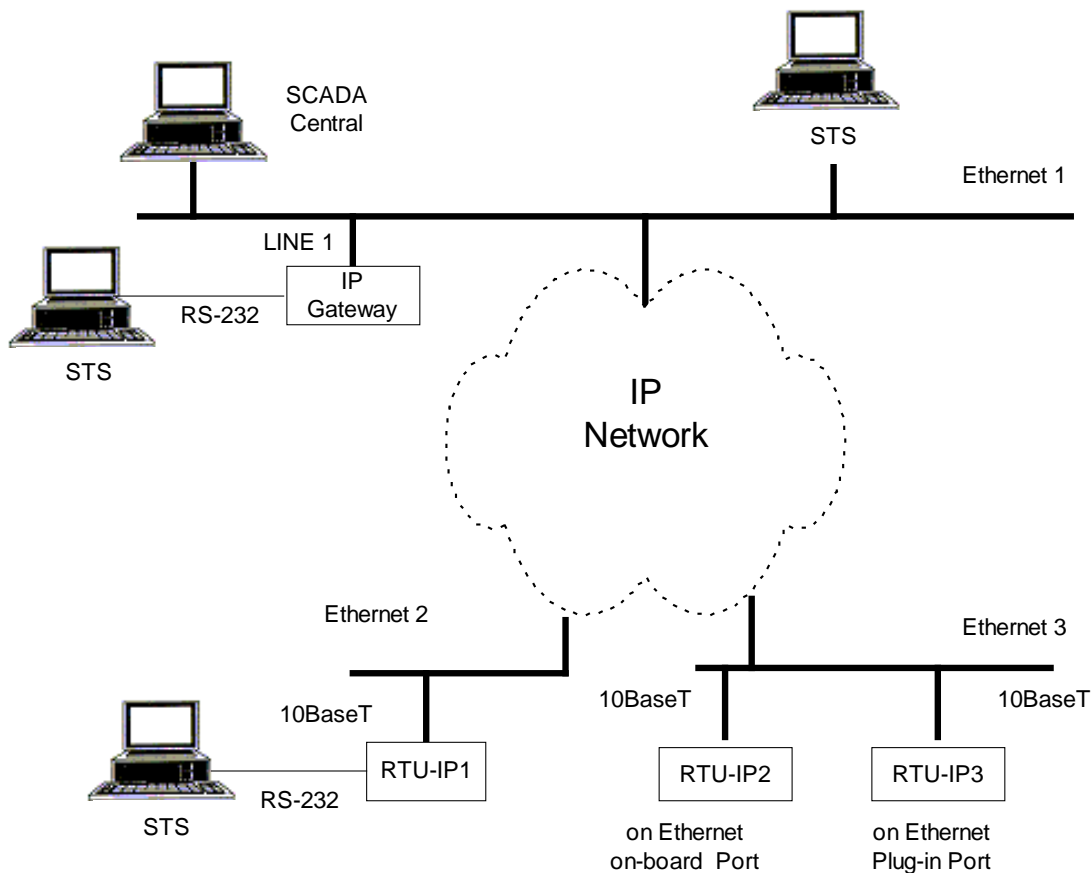 SCADA
Central
STS
Ethernet 1
LINE 1
IP
Gateway
RS-232
STS
IP
Network
Ethernet 2
Ethernet 3
10BaseT
10BaseT
10BaseT
RTU-IP1
RTU-IP2
RTU-IP3
RS-232
STS
on Ethernet
on-board Port
on Ethernet
Plug-in Port